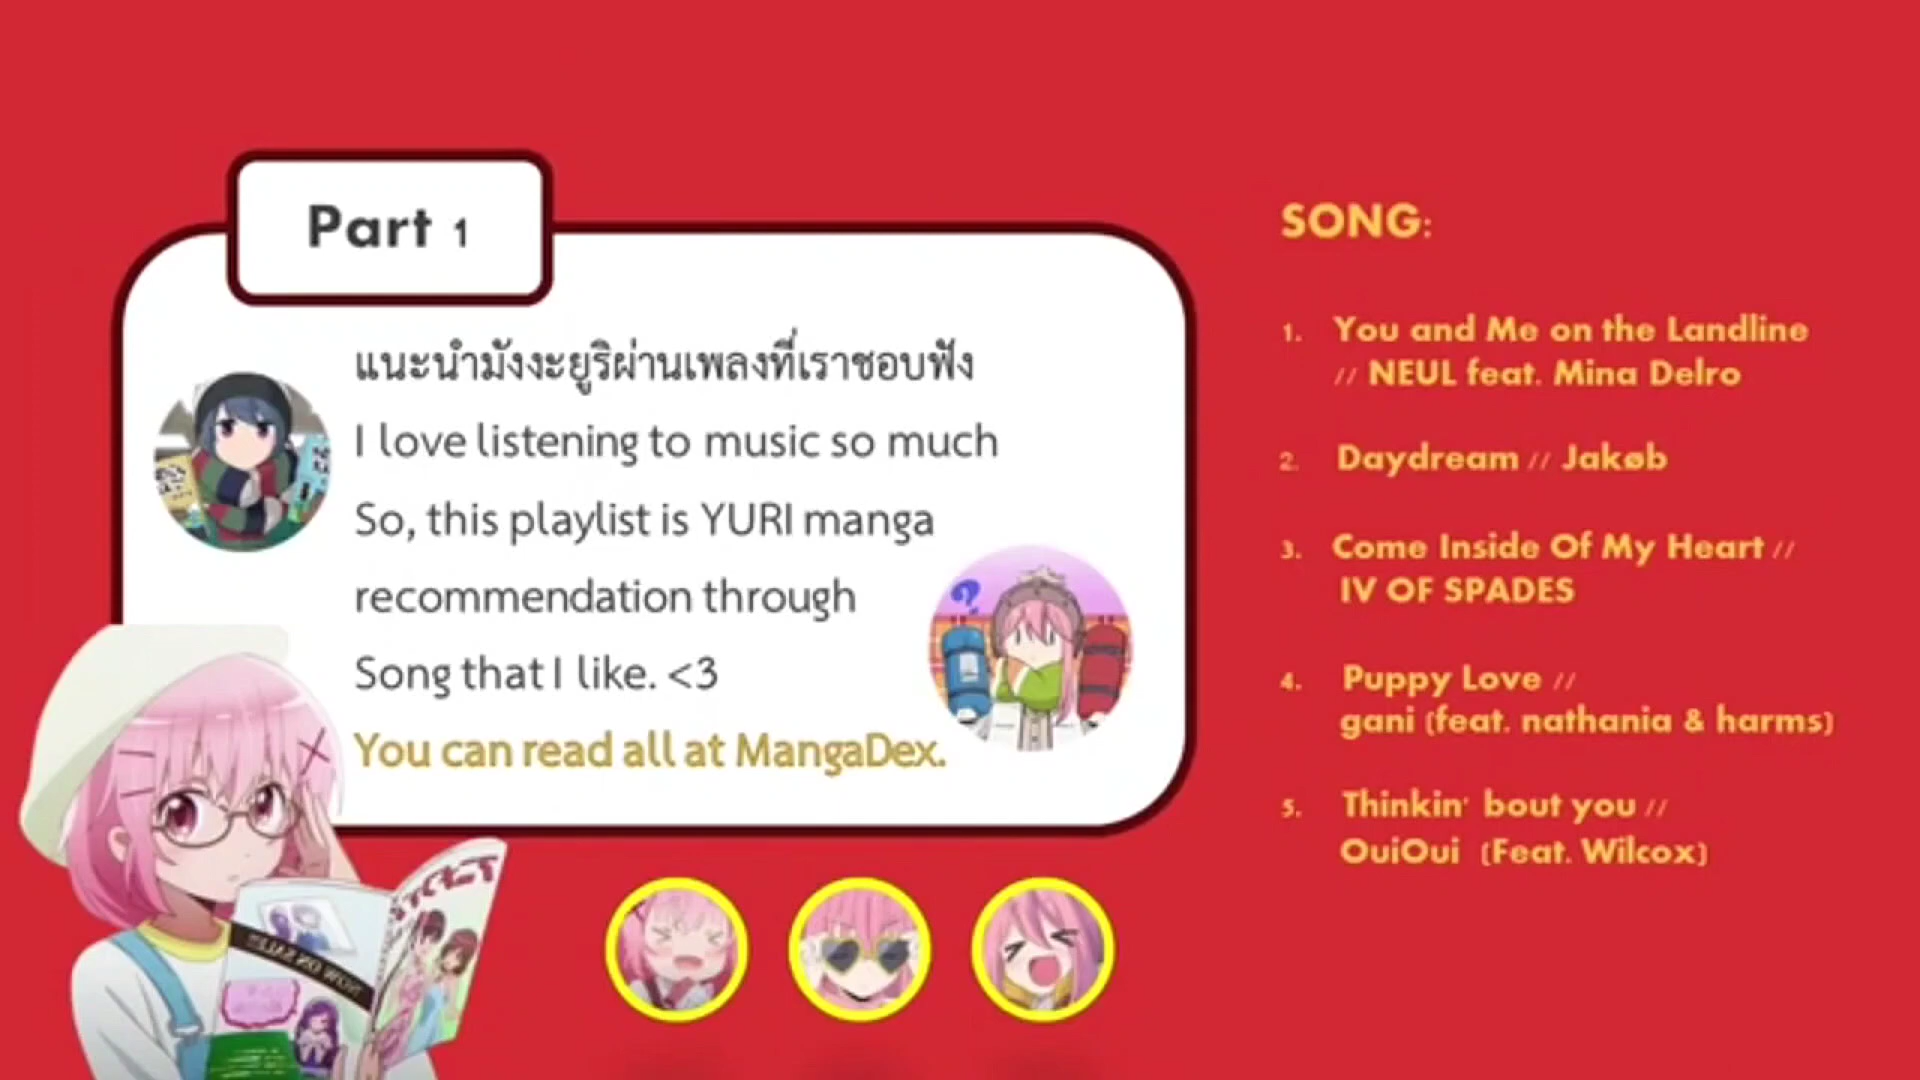 Part 1
แนะนำมังงะยูริผ่านเพลงที่เราชอบฟัง
I love listening to music so much
So, this playlist is YURI manga
recommendation through
Song that I like. <3
You can read all at MangaDex.
SONG:
1. You and Me on the Landline
// NEUL feat. Mina Delro
2. Daydream // Jakøb
3. Come Inside Of My Heart //
IV OF SPADES
4. Puppy Love //
gani (feat. nathania & harms)
5. Thinkin' bout you //
OuiOui (Feat. Wilcox)
?
NOW ON SALE!!